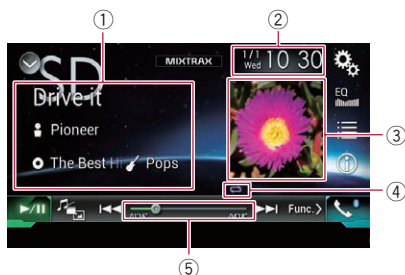 ①
②
SD
MIXTRAX
1/1
Wed
10 30
Drive it
EQ
Pioneer
③
The Best Hi Pops
④
Func.
⑤